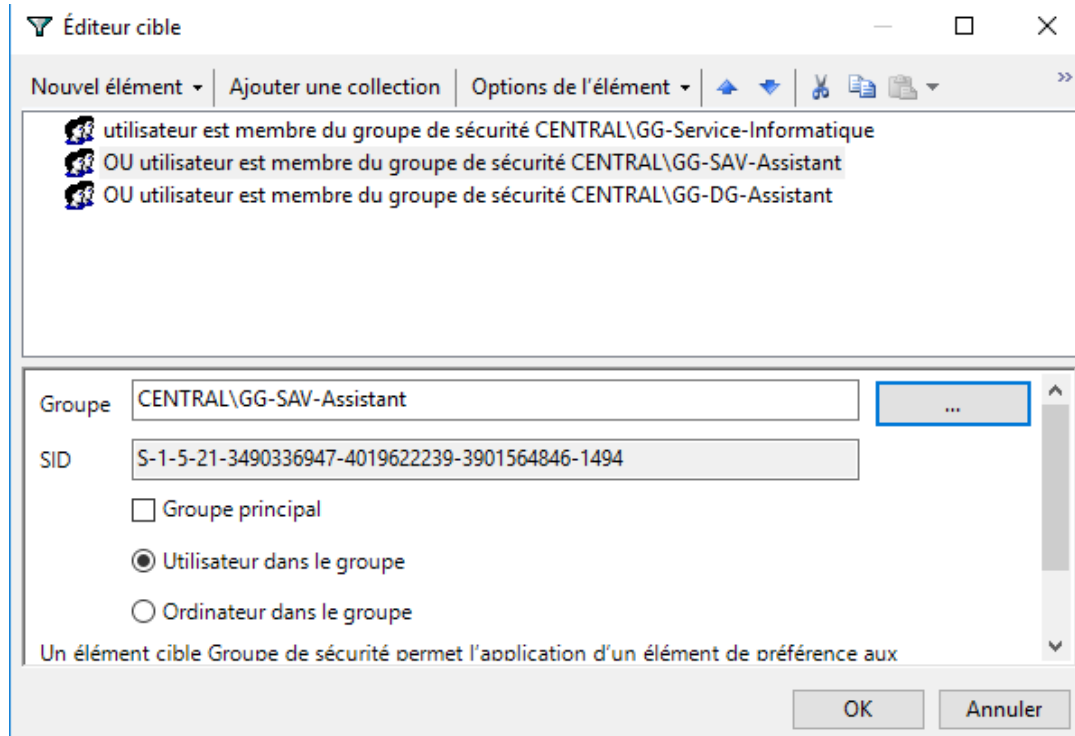 Éditeur cible
Nouvel élément Ajouter une collection Options de l'élément »
utilisateur est membre du groupe de sécurité CENTRAL\GG-Service-Informatique
OU utilisateur est membre du groupe de sécurité CENTRAL\GG-SAV-Assistant
OU utilisateur est membre du groupe de sécurité CENTRAL\GG-DG-Assistant
Groupe CENTRAL\GG-SAV-Assistant ...
SID S-1-5-21-3490336947-4019622239-3901564846-1494
Groupe principal
Utilisateur dans le groupe
Ordinateur dans le groupe
Un élément cible Groupe de sécurité permet l'application d'un élément de préférence aux
OK Annuler